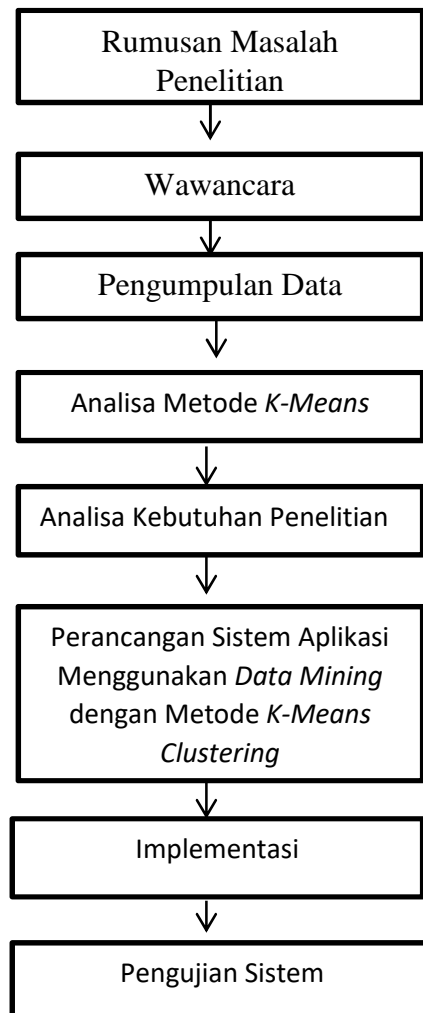 Rumusan Masalah
Penelitian
Wawancara
Pengumpulan Data
Analisa Metode K-Means
Analisa Kebutuhan Penelitian
Perancangan Sistem Aplikasi
Menggunakan Data Mining
dengan Metode K-Means
Clustering
Implementasi
Pengujian Sistem